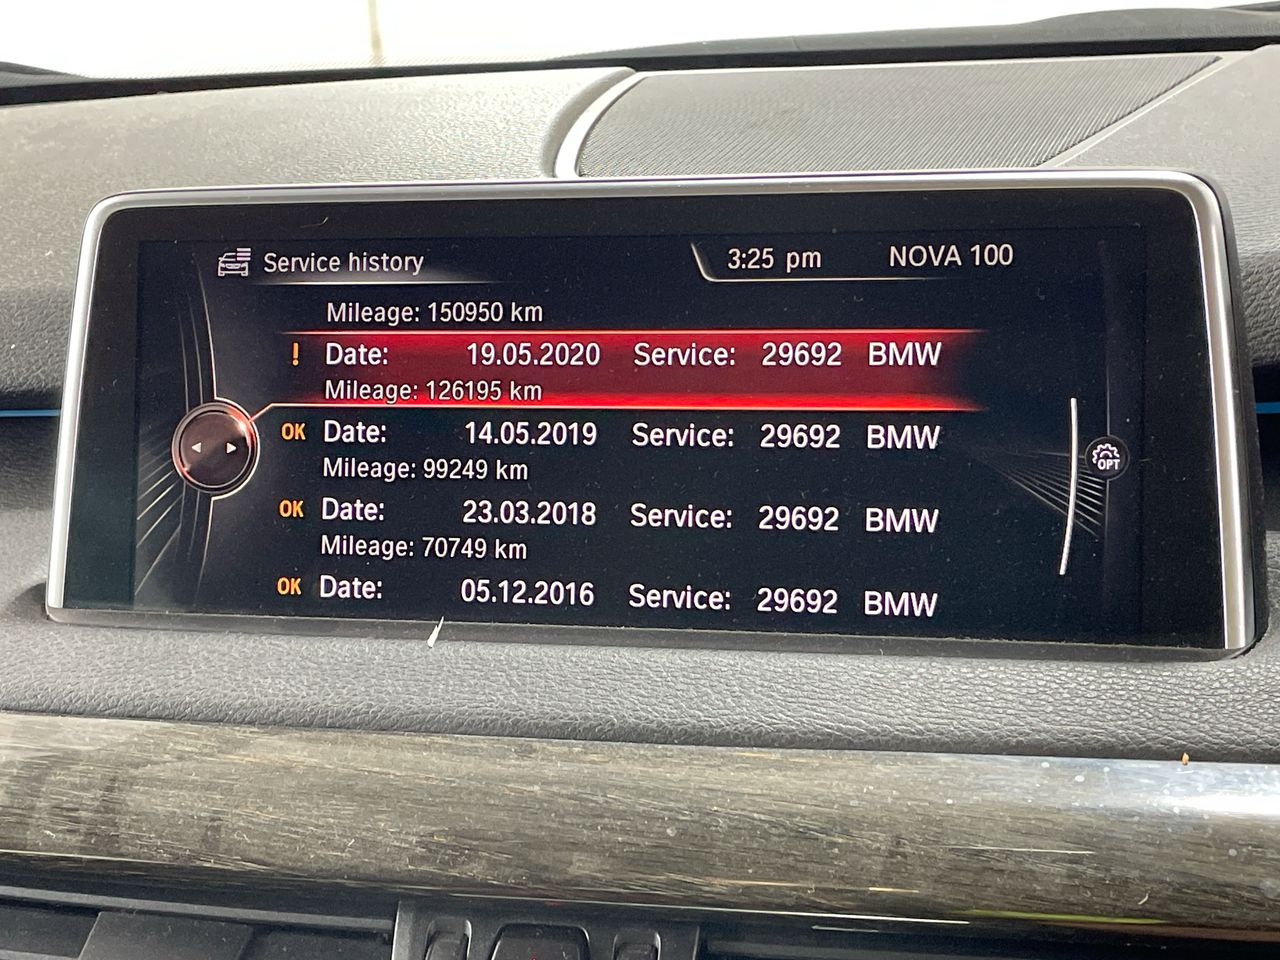 Service history 3:25 pm NOVA 100
Mileage: 150950 km
! Date: 19.05.2020 Service: 29692 BMW
Mileage: 126195 km
OK Date: 14.05.2019 Service: 29692 BMW
Mileage: 99249 km
OK Date: 23.03.2018 Service: 29692 BMW
Mileage: 70749 km
OK Date: 05.12.2016 Service: 29692 BMW
OPT